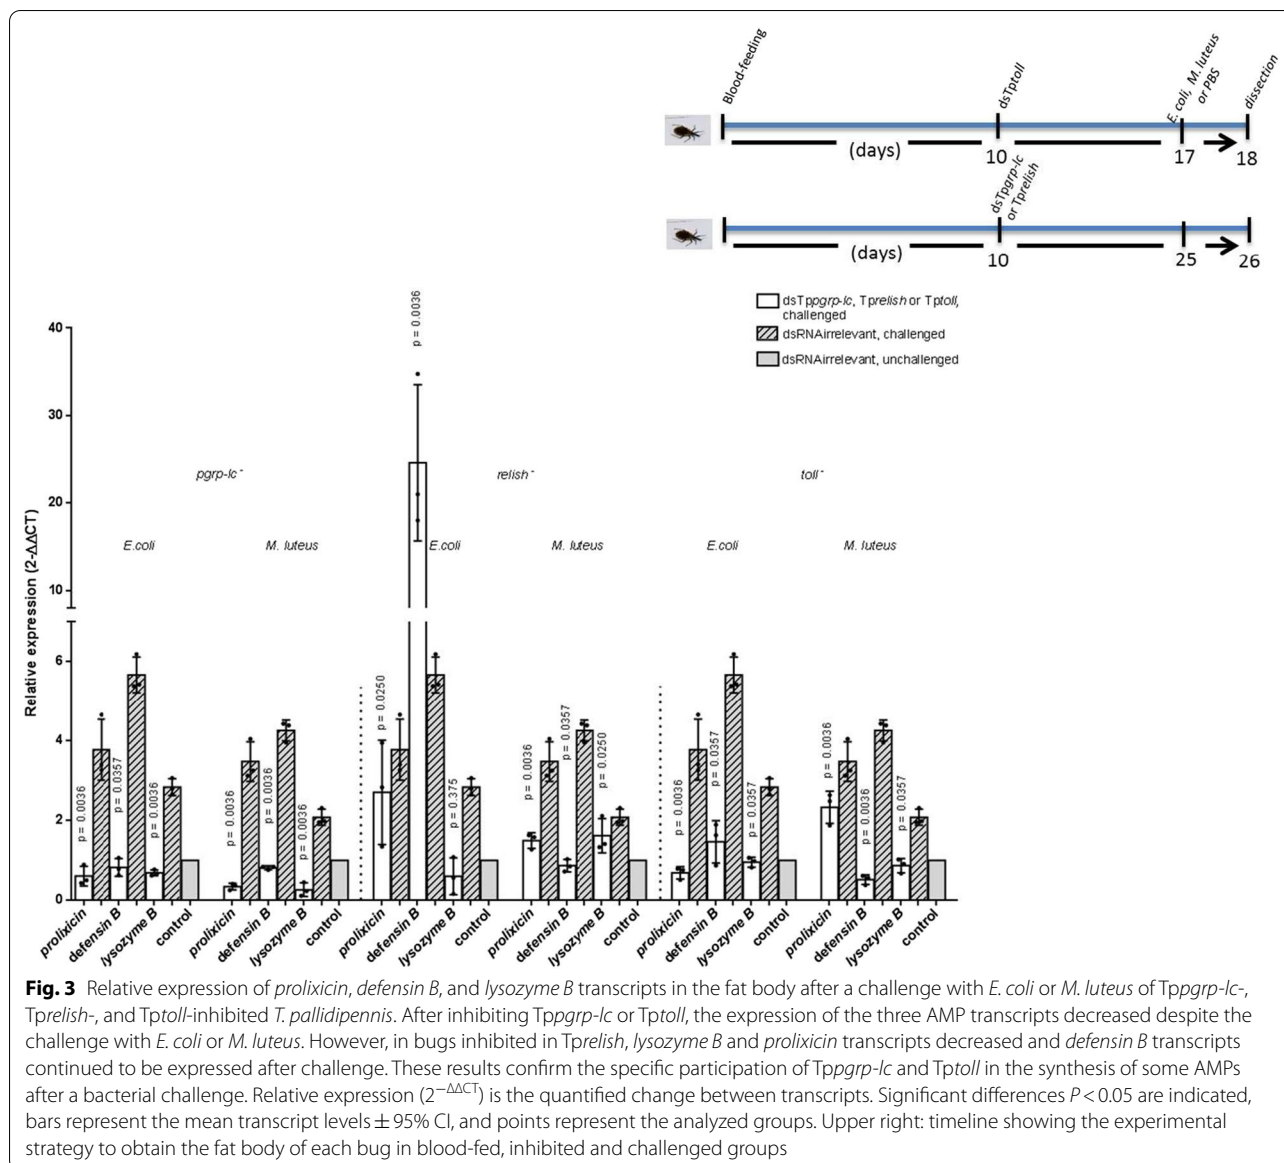 Blood-feeding
dsTptoll
E. coli, M. luteus
or PBS
dissection
(days)
10
17
18
dsTppgrp-lc
or Tprelish
(days)
10
25
26
dsTppgrp-lc, Tprelish or Tptoll,
challenged
dsRNAirrelevant, challenged
dsRNAirrelevant, unchallenged
Relative expression (2-ΔΔCT)
40
30
20
10
6
4
2
0
pgrp-lc-
relish-
toll-
E.coli
M. luteus
E.coli
M. luteus
E.coli
M. luteus
p = 0.0036
p = 0.0357
p = 0.0036
p = 0.0036
p = 0.0036
p = 0.0036
p = 0.0250
p = 0.0036
p = 0.375
p = 0.0036
p = 0.0357
p = 0.0250
p = 0.0036
p = 0.0357
p = 0.0357
p = 0.0036
p = 0.0036
p = 0.0357
prolixicin
defensin B
lysozyme B
control
prolixicin
defensin B
lysozyme B
control
prolixicin
defensin B
lysozyme B
control
prolixicin
defensin B
lysozyme B
control
prolixicin
defensin B
lysozyme B
control
prolixicin
defensin B
lysozyme B
control
Fig. 3 Relative expression of prolixicin, defensin B, and lysozyme B transcripts in the fat body after a challenge with E. coli or M. luteus of Tppgrp-lc-,
Tprelish-, and Tptoll-inhibited T. pallidipennis. After inhibiting Tppgrp-lc or Tptoll, the expression of the three AMP transcripts decreased despite the
challenge with E. coli or M. luteus. However, in bugs inhibited in Tprelish, lysozyme B and prolixicin transcripts decreased and defensin B transcripts
continued to be expressed after challenge. These results confirm the specific participation of Tppgrp-lc and Tptoll in the synthesis of some AMPs
after a bacterial challenge. Relative expression (2−ΔΔCT) is the quantified change between transcripts. Significant differences P < 0.05 are indicated,
bars represent the mean transcript levels ± 95% CI, and points represent the analyzed groups. Upper right: timeline showing the experimental
strategy to obtain the fat body of each bug in blood-fed, inhibited and challenged groups